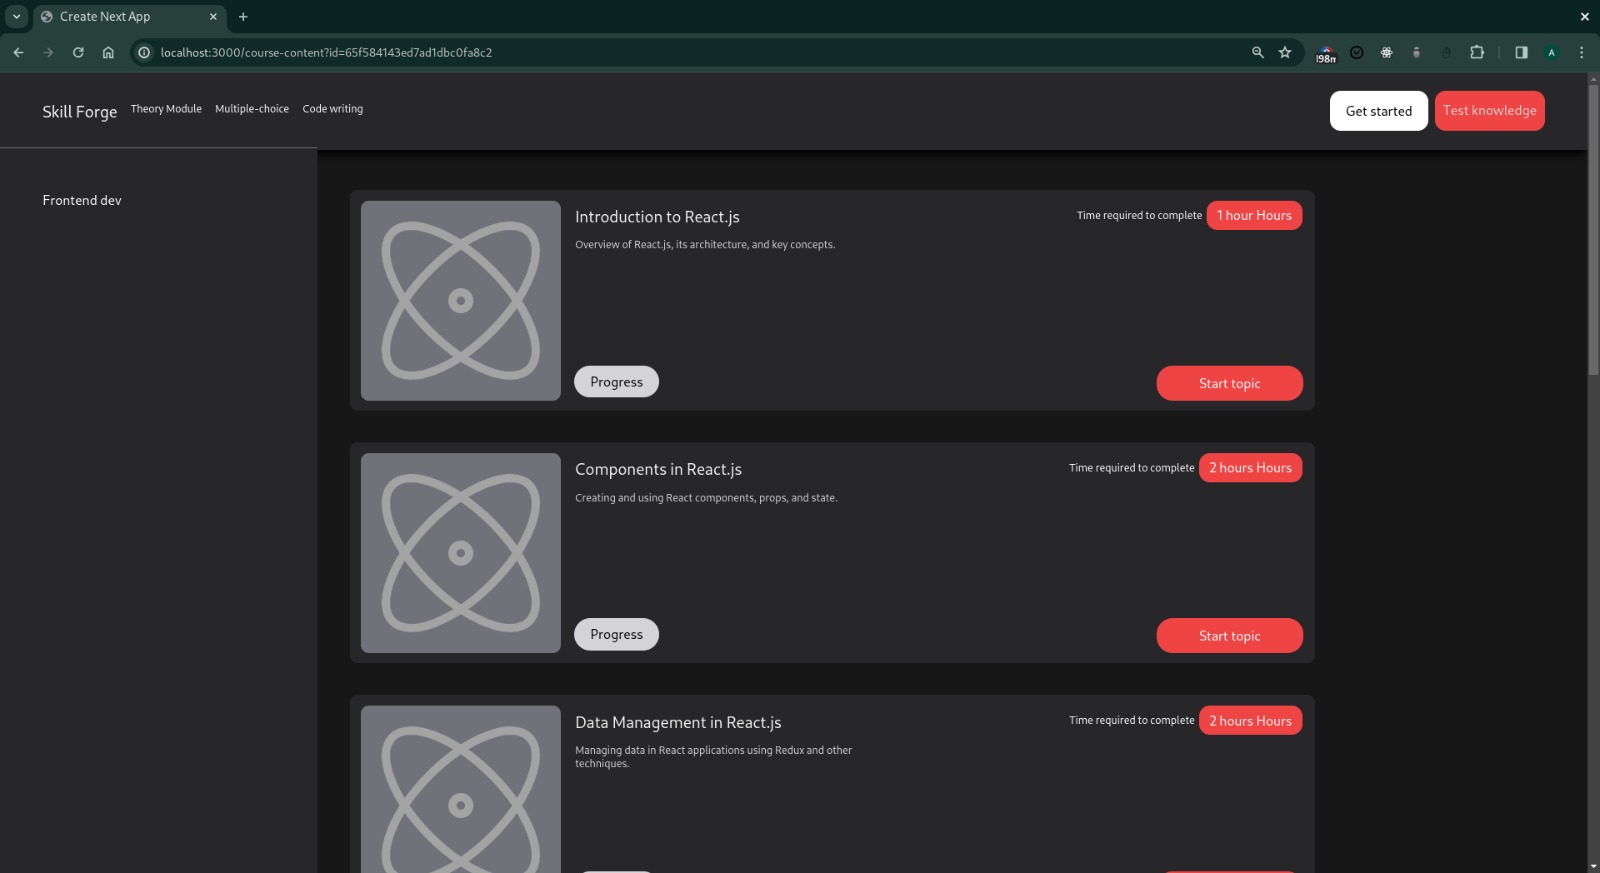 Create Next App
localhost:3000/course-content?id=65f584143ed7ad1dbc0fa8c2
A
Skill Forge
Theory Module
Multiple-choice
Code writing
Get started
Test knowledge
Frontend dev
Introduction to React.js
Time required to complete
1 hour Hours
Overview of React.js, its architecture, and key concepts.
Progress
Start topic
Components in React.js
Time required to complete
2 hours Hours
Creating and using React components, props, and state.
Progress
Start topic
Data Management in React.js
Time required to complete
2 hours Hours
Managing data in React applications using Redux and other
techniques.